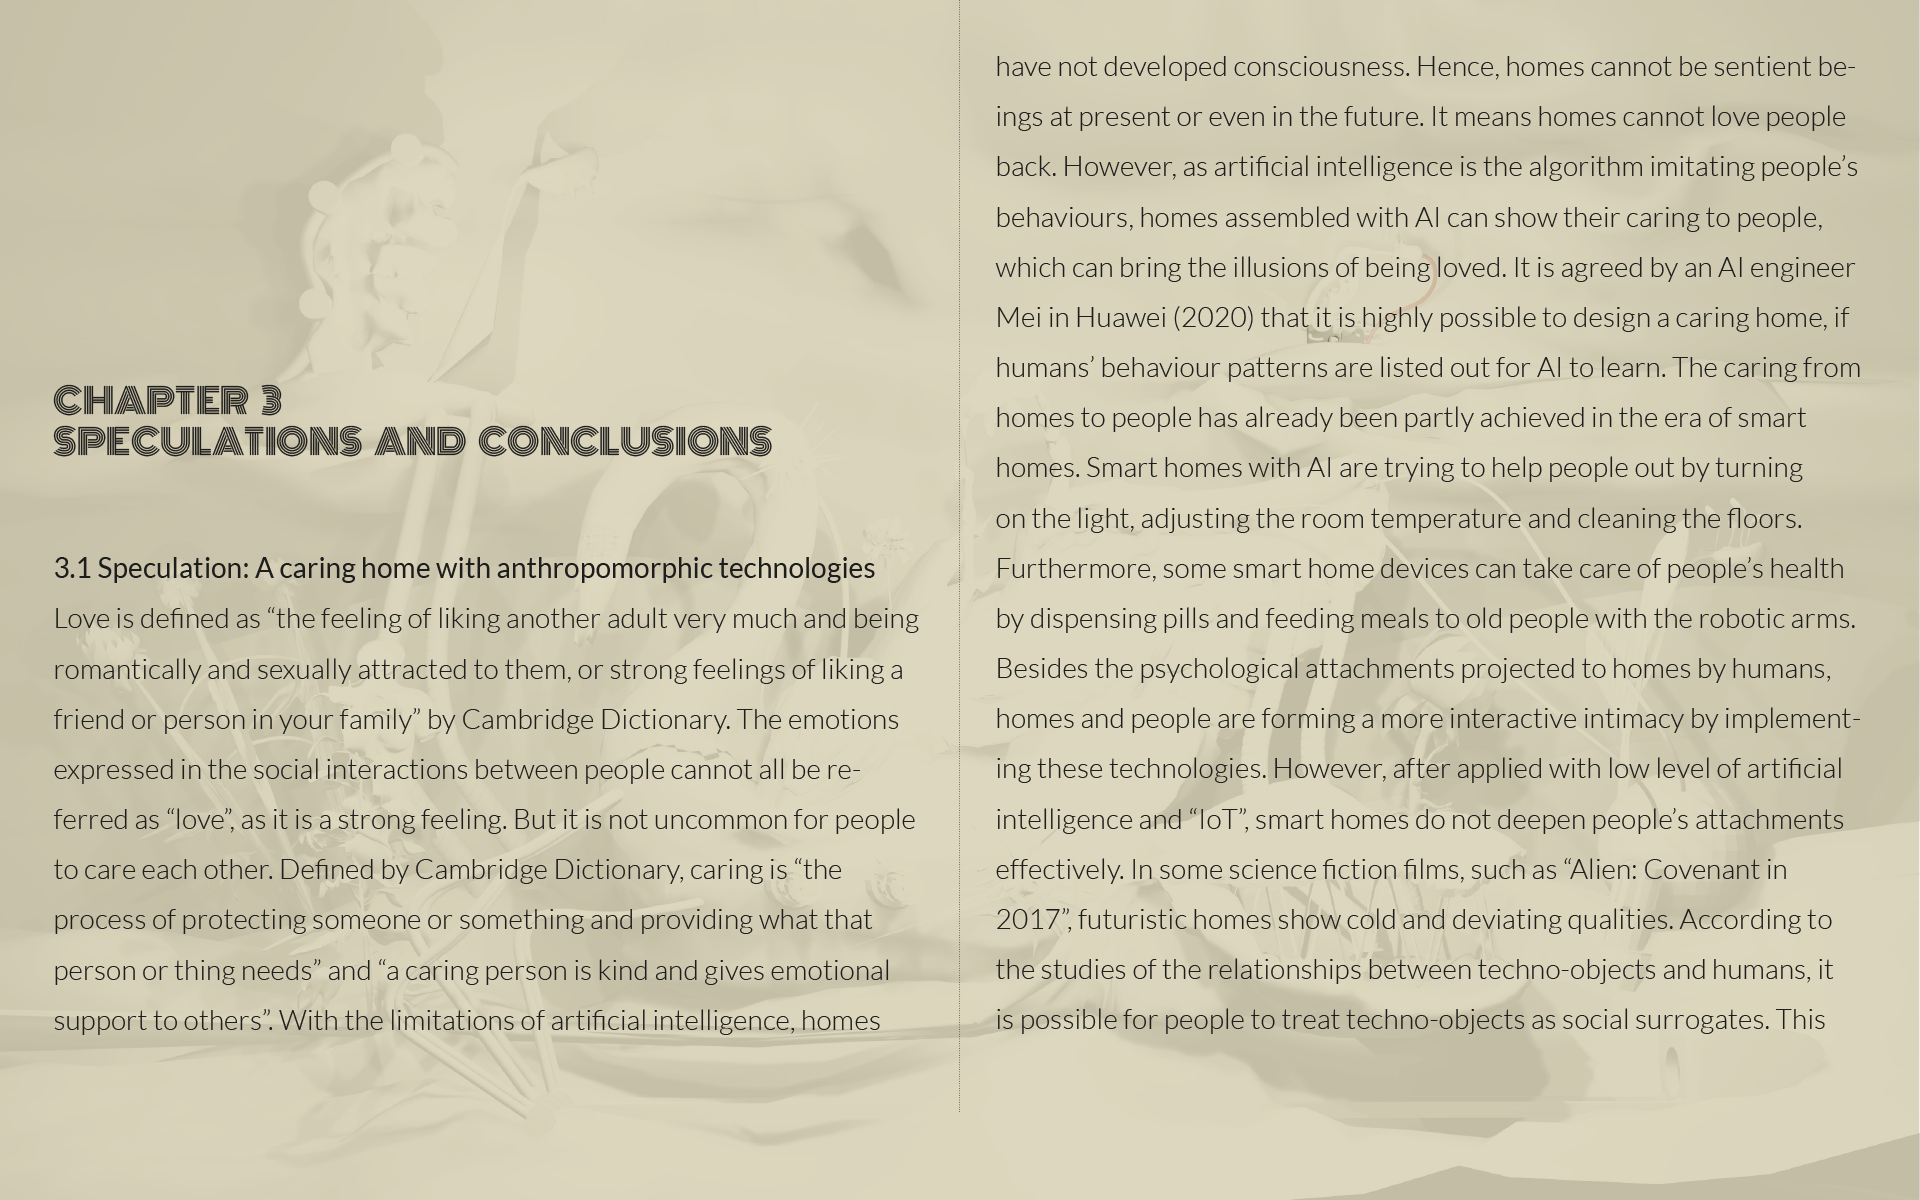 CHAPTER 3
SPECULATIONS AND CONCLUSIONS
3.1 Speculation: A caring home with anthropomorphic technologies
Love is defined as “the feeling of liking another adult very much and being
romantically and sexually attracted to them, or strong feelings of liking a
friend or person in your family” by Cambridge Dictionary. The emotions
expressed in the social interactions between people cannot all be re-
ferred as “love”, as it is a strong feeling. But it is not uncommon for people
to care each other. Defined by Cambridge Dictionary, caring is “the
process of protecting someone or something and providing what that
person or thing needs” and “a caring person is kind and gives emotional
support to others”. With the limitations of artificial intelligence, homes
have not developed consciousness. Hence, homes cannot be sentient be-
ings at present or even in the future. It means homes cannot love people
back. However, as artificial intelligence is the algorithm imitating people’s
behaviours, homes assembled with AI can show their caring to people,
which can bring the illusions of being loved. It is agreed by an AI engineer
Mei in Huawei (2020) that it is highly possible to design a caring home, if
humans’ behaviour patterns are listed out for AI to learn. The caring from
homes to people has already been partly achieved in the era of smart
homes. Smart homes with AI are trying to help people out by turning
on the light, adjusting the room temperature and cleaning the floors.
Furthermore, some smart home devices can take care of people’s health
by dispensing pills and feeding meals to old people with the robotic arms.
Besides the psychological attachments projected to homes by humans,
homes and people are forming a more interactive intimacy by implement-
ing these technologies. However, after applied with low level of artificial
intelligence and “IoT”, smart homes do not deepen people’s attachments
effectively. In some science fiction films, such as “Alien: Covenant in
2017”, futuristic homes show cold and deviating qualities. According to
the studies of the relationships between techno-objects and humans, it
is possible for people to treat techno-objects as social surrogates. This